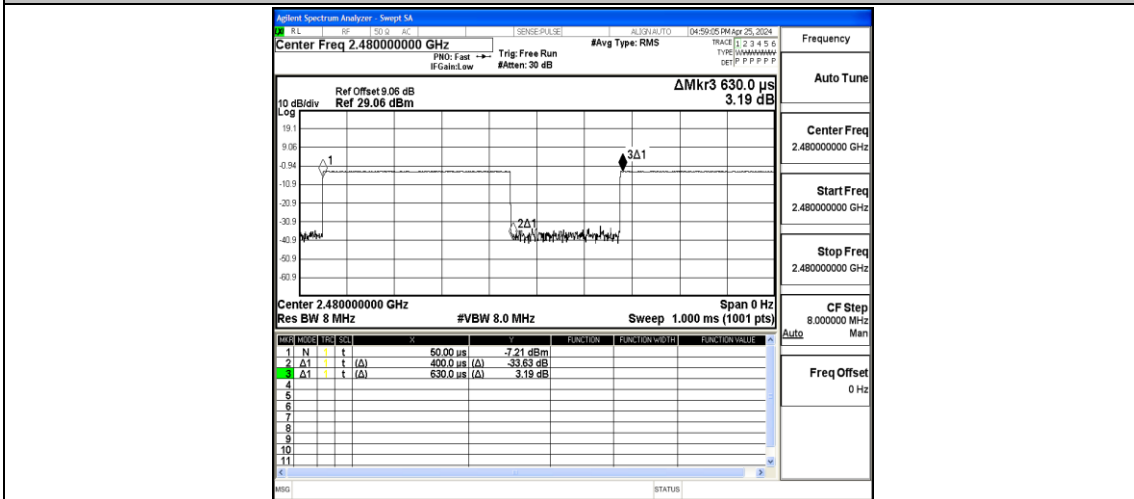 Agilent Spectrum Analyzer - Swept SA
RL RF 50 Ω AC SENSE:PULSE ALIGN AUTO 04:59:05 PM Apr 25, 2024
Center Freq 2.480000000 GHz
PNO: Fast
IFGain:Low
Trig: Free Run
#Atten: 30 dB
#Avg Type: RMS
TRACE 1 2 3 4 5 6
TYPE
DET P P P P P P
ΔMkr3 630.0 µs
3.19 dB
Ref Offset 9.06 dB
10 dB/div Ref 29.06 dBm
Log
19.1
9.06
-0.94
-10.9
-20.9
-30.9
-40.9
-50.9
-60.9
1
2Δ1
3Δ1
Center 2.480000000 GHz Span 0 Hz
Res BW 8 MHz #VBW 8.0 MHz Sweep 1.000 ms (1001 pts)
MKR MODE TRC SCL X Y FUNCTION FUNCTION WIDTH FUNCTION VALUE
1 N 1 t 50.00 µs -7.21 dBm
2 Δ1 1 t (Δ) 400.0 µs (Δ) -33.63 dB
3 Δ1 1 t (Δ) 630.0 µs (Δ) 3.19 dB
4
5
6
7
8
9
10
11
MSG STATUS
Frequency
Auto Tune
Center Freq
2.480000000 GHz
Start Freq
2.480000000 GHz
Stop Freq
2.480000000 GHz
CF Step
8.000000 MHz
Auto Man
Freq Offset
0 Hz